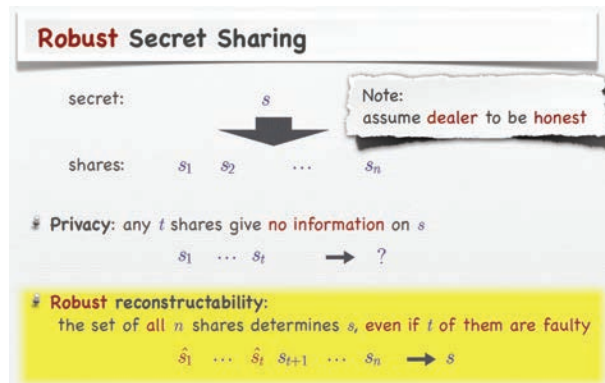 Robust Secret Sharing
secret: s
Note:
assume dealer to be honest
shares: s₁ s₂ ⋯ sₙ
Privacy: any t shares give no information on s
s₁ ⋯ sₜ → ?
Robust reconstructability:
the set of all n shares determines s, even if t of them are faulty
ŝ₁ ⋯ ŝₜ sₜ₊₁ ⋯ sₙ → s